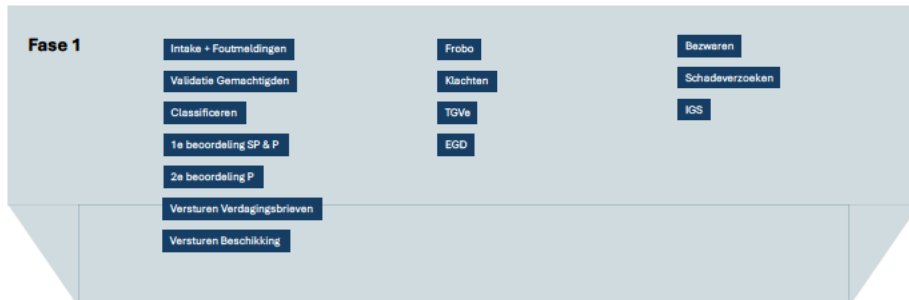 Fase 1
Intake + Foutmeldingen
Validatie Gemachtigden
Classificeren
1e beoordeling SP & P
2e beoordeling P
Versturen Verdagingsbrieven
Versturen Beschikking
Frobo
Klachten
TGVe
EGD
Bezwaren
Schadeverzoeken
IGS